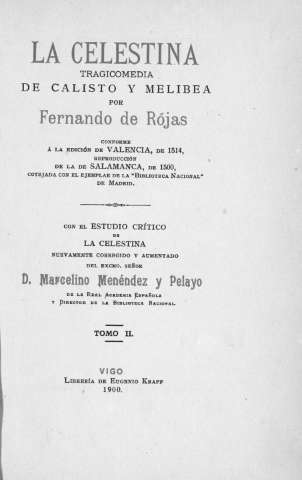 LA CELESTINA
TRAGICOMEDIA
DE CALISTO Y MELIBEA
POR
Fernando de Rójas
CONFORME
Á LA EDICIÓN DE VALENCIA, DE 1514,
REPRODUCCIÓN
DE LA DE SALAMANCA, DE 1500,
COTEJADA CON EL EJEMPLAR DE LA "BIBLIOTECA NACIONAL"
DE MADRID.
CON EL ESTUDIO CRÍTICO
DE
LA CELESTINA
NUEVAMENTE CORREGIDO Y AUMENTADO
DEL EXCMO. SEÑOR
D. Marcelino Menéndez y Pelayo
DE LA REAL ACADEMIA ESPAÑOLA
Y DIRECTOR DE LA BIBLIOTECA NACIONAL.
TOMO II.
VIGO
LIBRERÍA DE EUGENIO KRAPF
1900.